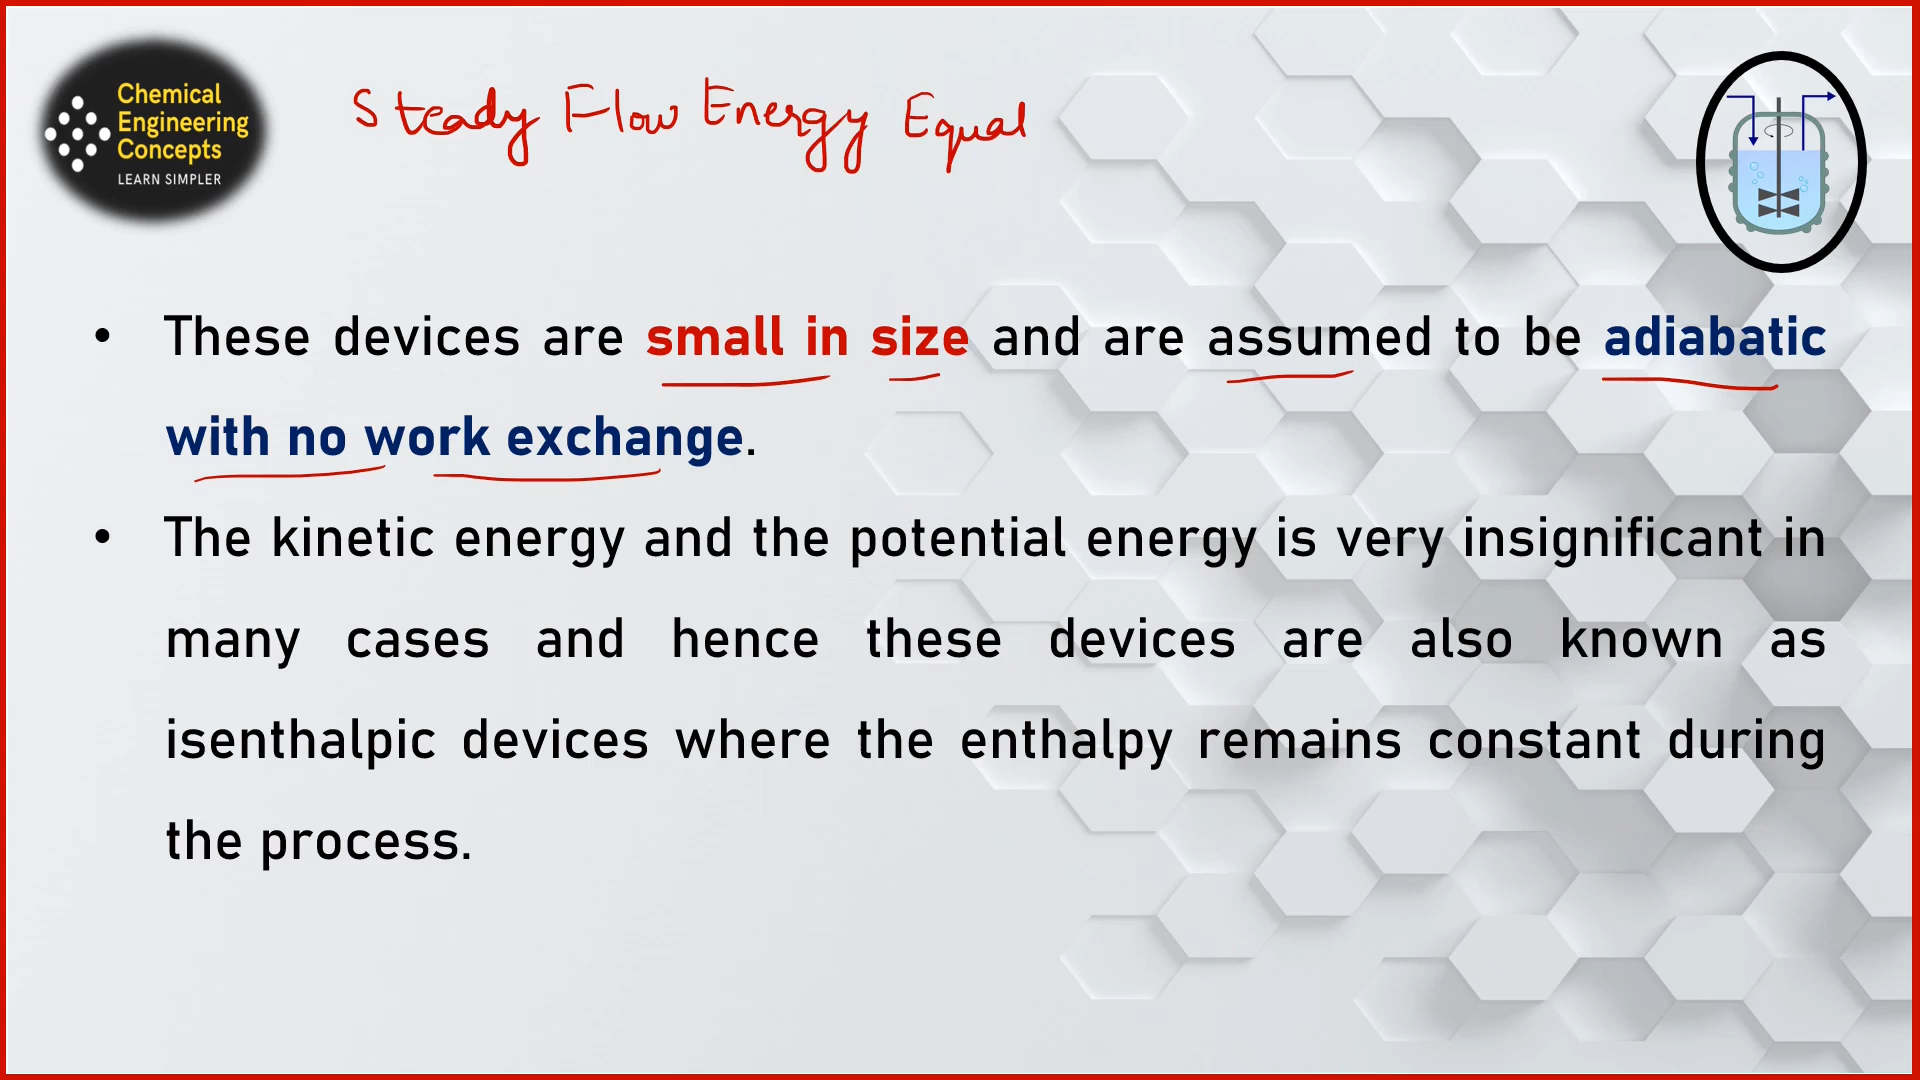 Chemical
Engineering
Concepts
LEARN SIMPLER
Steady Flow Energy Equal
• These devices are small in size and are assumed to be adiabatic
with no work exchange.
• The kinetic energy and the potential energy is very insignificant in
many cases and hence these devices are also known as
isenthalpic devices where the enthalpy remains constant during
the process.